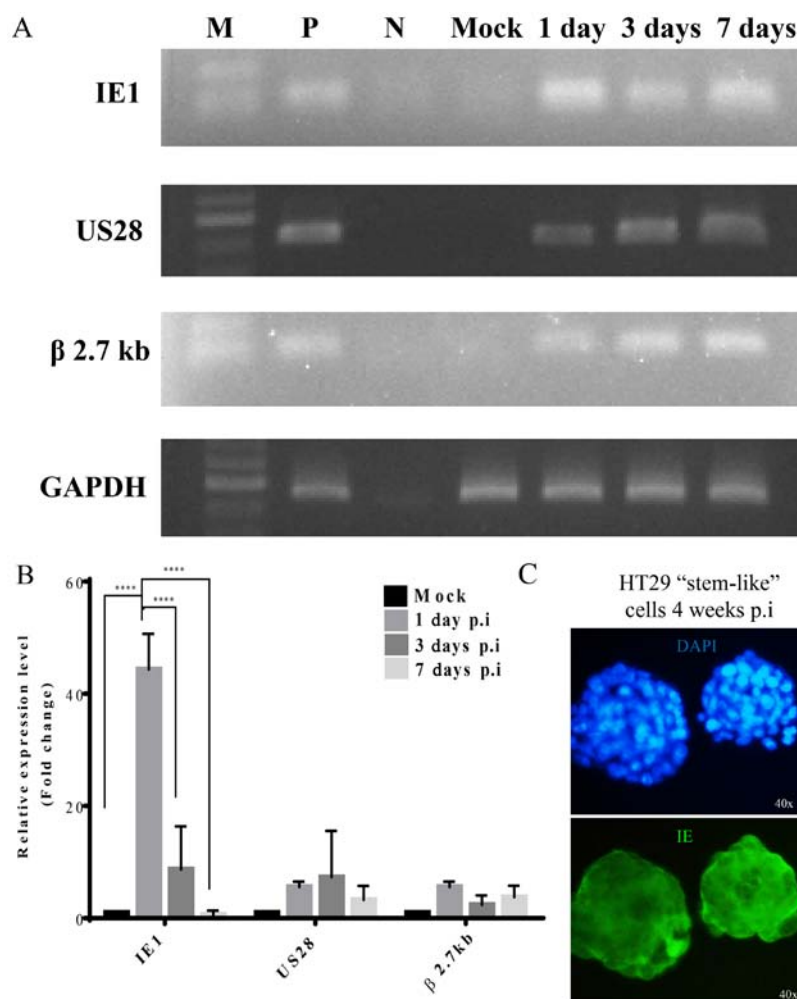 A
M P N Mock 1 day 3 days 7 days
IE1
US28
β 2.7 kb
GAPDH
B
60
40
20
0
Relative expression level
(Fold change)
****
****
****
Mock
1 day p.i
3 days p.i
7 days p.i
IE1
US28
β 2.7kb
C
HT29 “stem-like”
cells 4 weeks p.i
DAPI
40x
IE
40x